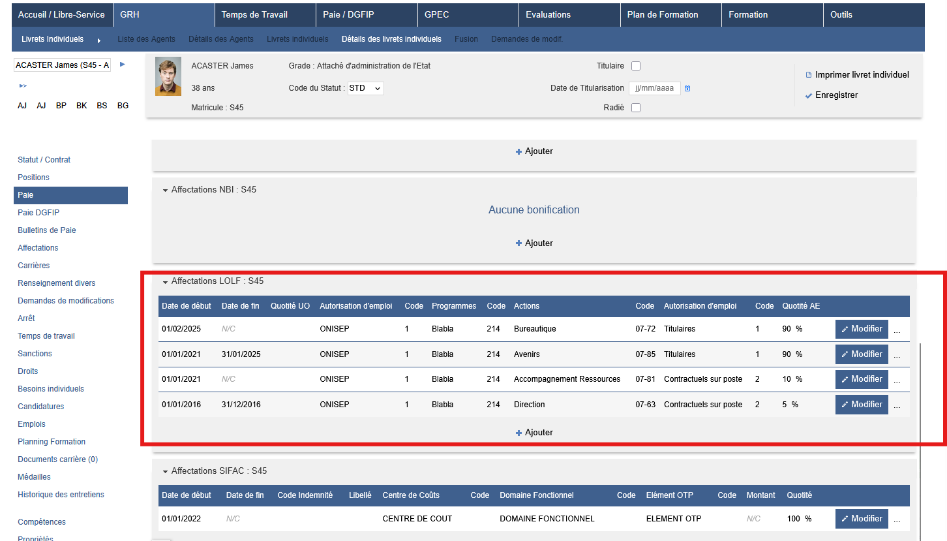 Accueil / Libre-Service GRH Temps de Travail Paie / DGFIP GPEC Evaluations Plan de Formation Formation Outils
Livrets Individuels Liste des Agents Détails des Agents Livrets individuels Détails des livrets individuels Fusion Demandes de modif.
ACASTER James (S45 - A
AJ AJ BP BK BS BG
ACASTER James Grade : Attaché d'administration de l'Etat Titulaire
38 ans Code du Statut : STD Date de Titularisation jj/mm/aaaa
Matricule : S45 Radié
Imprimer livret individuel
Enregistrer
Statut / Contrat
Positions
Paie
Paie DGFIP
Bulletins de Paie
Affectations
Carrières
Renseignement divers
Demandes de modifications
Arrêt
Temps de travail
Sanctions
Droits
Besoins individuels
Candidatures
Emplois
Planning Formation
Documents carrière (0)
Médailles
Historique des entretiens
Compétences
Propriétés
+ Ajouter
Affectations NBI : S45
Aucune bonification
+ Ajouter
Affectations LOLF : S45
Date de début Date de fin Quotité UO Autorisation d'emploi Code Programmes Code Actions Code Autorisation d'emploi Code Quotité AE
01/02/2025 N/C ONISEP 1 Blabla 214 Bureautique 07-72 Titulaires 1 90 % Modifier ...
01/01/2021 31/01/2025 ONISEP 1 Blabla 214 Avenirs 07-85 Titulaires 1 90 % Modifier ...
01/01/2021 N/C ONISEP 1 Blabla 214 Accompagnement Ressources 07-81 Contractuels sur poste 2 10 % Modifier ...
01/01/2016 31/12/2016 ONISEP 1 Blabla 214 Direction 07-63 Contractuels sur poste 2 5 % Modifier ...
+ Ajouter
Affectations SIFAC : S45
Date de début Date de fin Code Indemnité Libellé Centre de Coûts Code Domaine Fonctionnel Code Elément OTP Code Montant Quotité
01/01/2022 N/C CENTRE DE COUT DOMAINE FONCTIONNEL ELEMENT OTP N/C 100 % Modifier ...